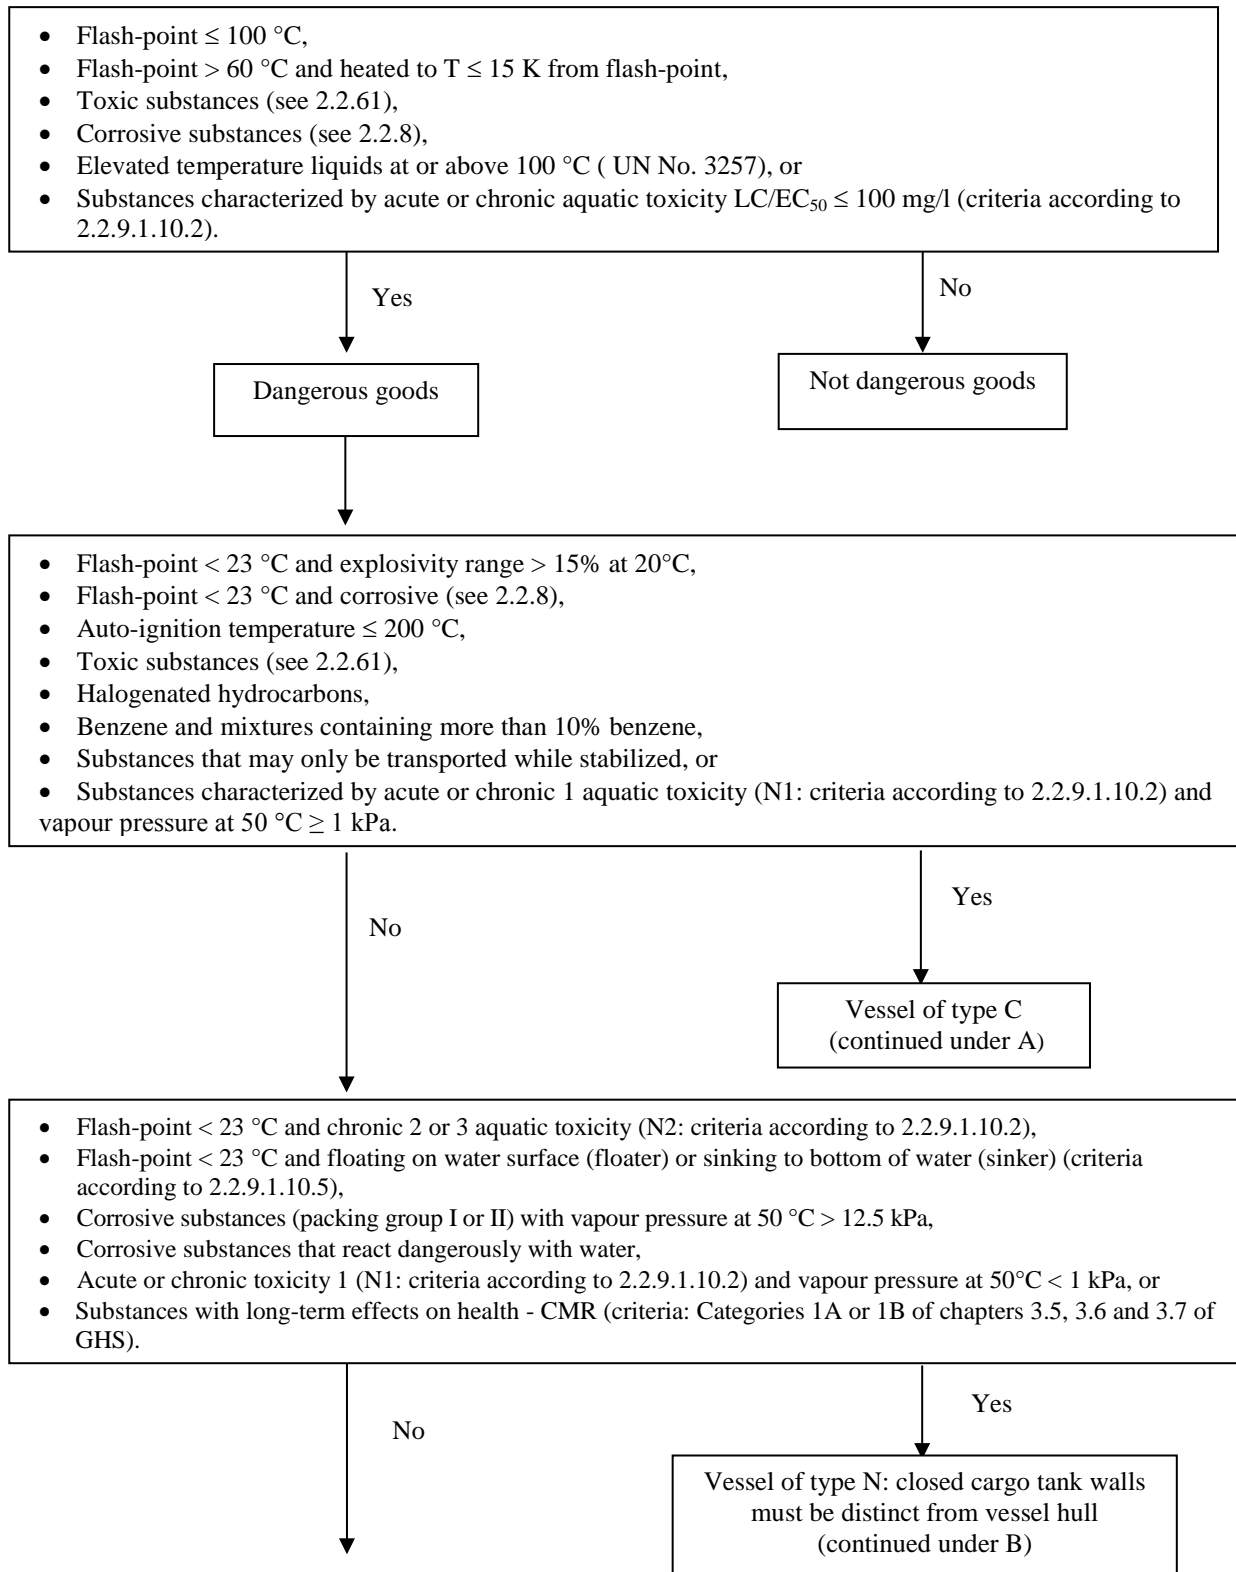 • Flash-point ≤ 100 °C,
• Flash-point > 60 °C and heated to T ≤ 15 K from flash-point,
• Toxic substances (see 2.2.61),
• Corrosive substances (see 2.2.8),
• Elevated temperature liquids at or above 100 °C ( UN No. 3257), or
• Substances characterized by acute or chronic aquatic toxicity LC/EC₅₀ ≤ 100 mg/l (criteria according to
2.2.9.1.10.2).
Yes
No
Dangerous goods
Not dangerous goods
• Flash-point < 23 °C and explosivity range > 15% at 20°C,
• Flash-point < 23 °C and corrosive (see 2.2.8),
• Auto-ignition temperature ≤ 200 °C,
• Toxic substances (see 2.2.61),
• Halogenated hydrocarbons,
• Benzene and mixtures containing more than 10% benzene,
• Substances that may only be transported while stabilized, or
• Substances characterized by acute or chronic 1 aquatic toxicity (N1: criteria according to 2.2.9.1.10.2) and
vapour pressure at 50 °C ≥ 1 kPa.
No
Yes
Vessel of type C
(continued under A)
• Flash-point < 23 °C and chronic 2 or 3 aquatic toxicity (N2: criteria according to 2.2.9.1.10.2),
• Flash-point < 23 °C and floating on water surface (floater) or sinking to bottom of water (sinker) (criteria
according to 2.2.9.1.10.5),
• Corrosive substances (packing group I or II) with vapour pressure at 50 °C > 12.5 kPa,
• Corrosive substances that react dangerously with water,
• Acute or chronic toxicity 1 (N1: criteria according to 2.2.9.1.10.2) and vapour pressure at 50°C < 1 kPa, or
• Substances with long-term effects on health - CMR (criteria: Categories 1A or 1B of chapters 3.5, 3.6 and 3.7 of
GHS).
No
Yes
Vessel of type N: closed cargo tank walls
must be distinct from vessel hull
(continued under B)